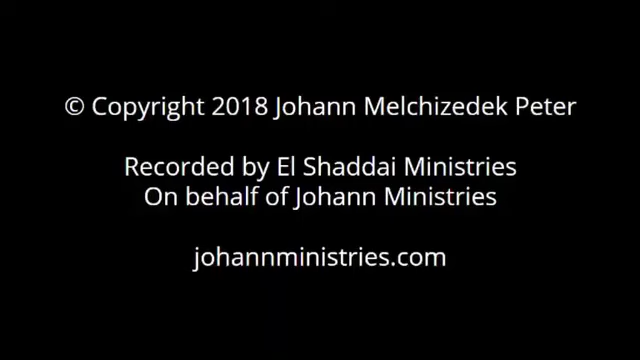 © Copyright 2018 Johann Melchizedek Peter
Recorded by El Shaddai Ministries
On behalf of Johann Ministries
johannministries.com